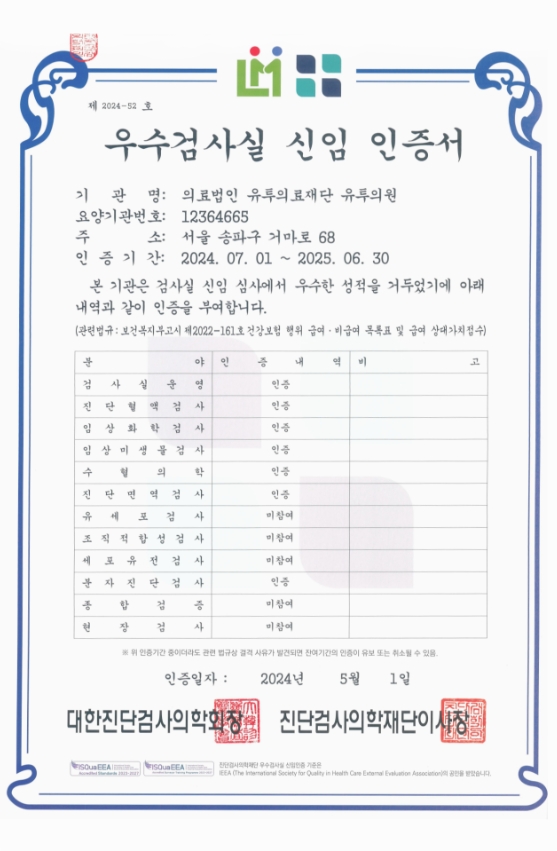 제 2024-52 호
우수검사실 신임 인증서
기 관 명: 의료법인 유투의료재단 유투의원
요양기관번호: 12364665
주 소: 서울 송파구 거마로 68
인 증 기 간: 2024. 07. 01 ~ 2025. 06. 30
본 기관은 검사실 신임 심사에서 우수한 성적을 거두었기에 아래
내역과 같이 인증을 부여합니다.
(관련법규: 보건복지부고시 제2022-161호 건강보험 행위 급여·비급여 목록표 및 급여 상대가치점수)
분 야 인 증 내 역 비 고
검 사 실 운 영 인증
진 단 혈 액 검 사 인증
임 상 화 학 검 사 인증
임 상 미 생 물 검 사 인증
수 혈 의 학 인증
진 단 면 역 검 사 인증
유 세 포 검 사 미참여
조 직 적 합 성 검 사 미참여
세 포 유 전 검 사 미참여
분 자 진 단 검 사 인증
종 합 검 증 미참여
현 장 검 사 미참여
※ 위 인증기간 중이더라도 관련 법규상 결격 사유가 발견되면 잔여기간의 인증이 유보 또는 취소될 수 있음.
인증일자 : 2024년 5월 1일
대한진단검사의학회장 진단검사의학재단이사장
ISQuaEEA ISQuaEEA 진단검사의학재단 우수검사실 신임인증 기준은
IEEA (The International Society for Quality in Health Care External Evaluation Association)의 공인을 받았습니다.